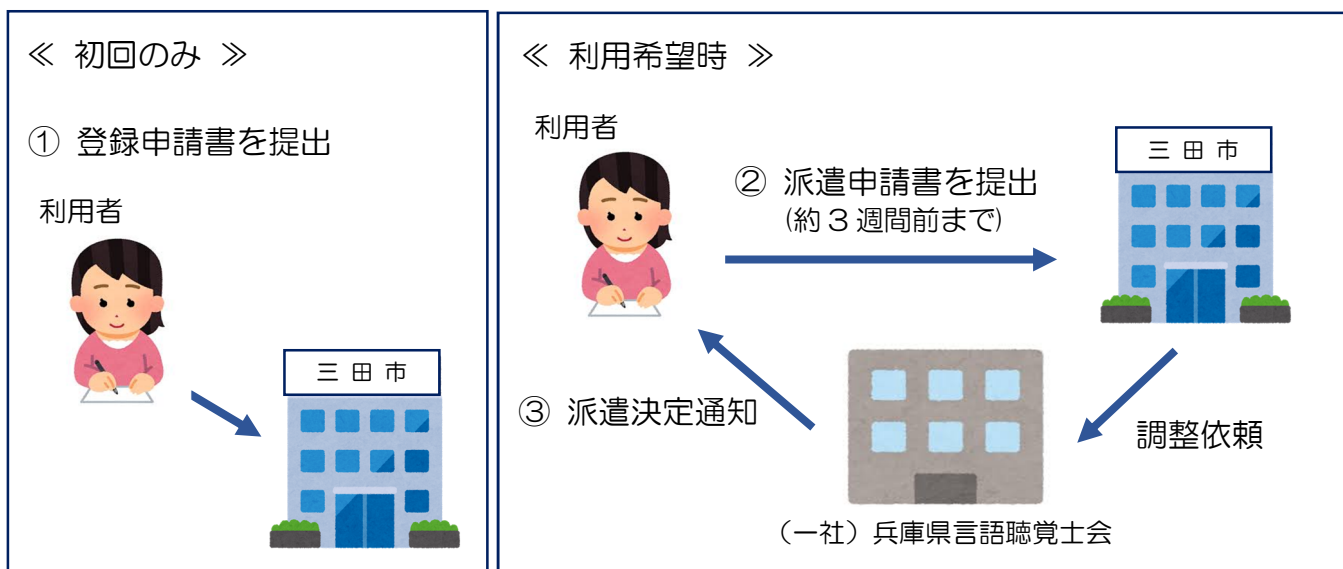 ≪ 初回のみ ≫
① 登録申請書を提出
利用者
三田市
≪ 利用希望時 ≫
利用者
② 派遣申請書を提出
(約3週間前まで)
三田市
調整依頼
（一社）兵庫県言語聴覚士会
③ 派遣決定通知